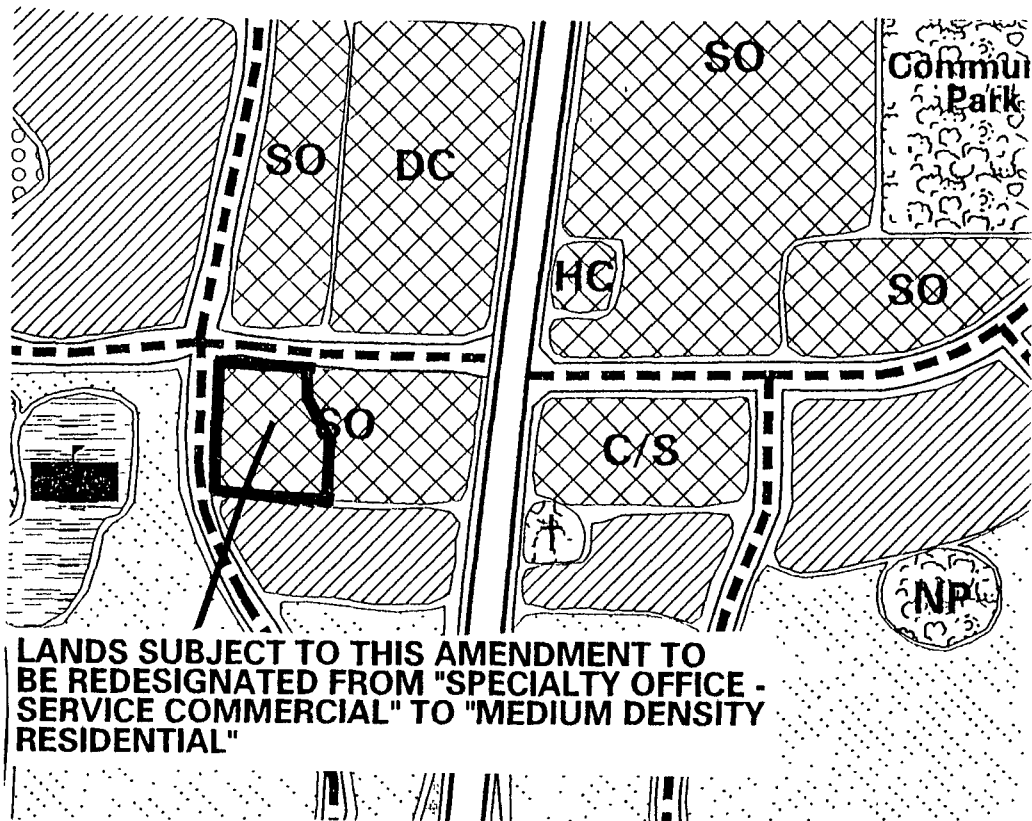 SO
Commun
Park
SO
DC
HC
SO
SO
C/S
NP
LANDS SUBJECT TO THIS AMENDMENT TO
BE REDESIGNATED FROM "SPECIALTY OFFICE -
SERVICE COMMERCIAL" TO "MEDIUM DENSITY
RESIDENTIAL"